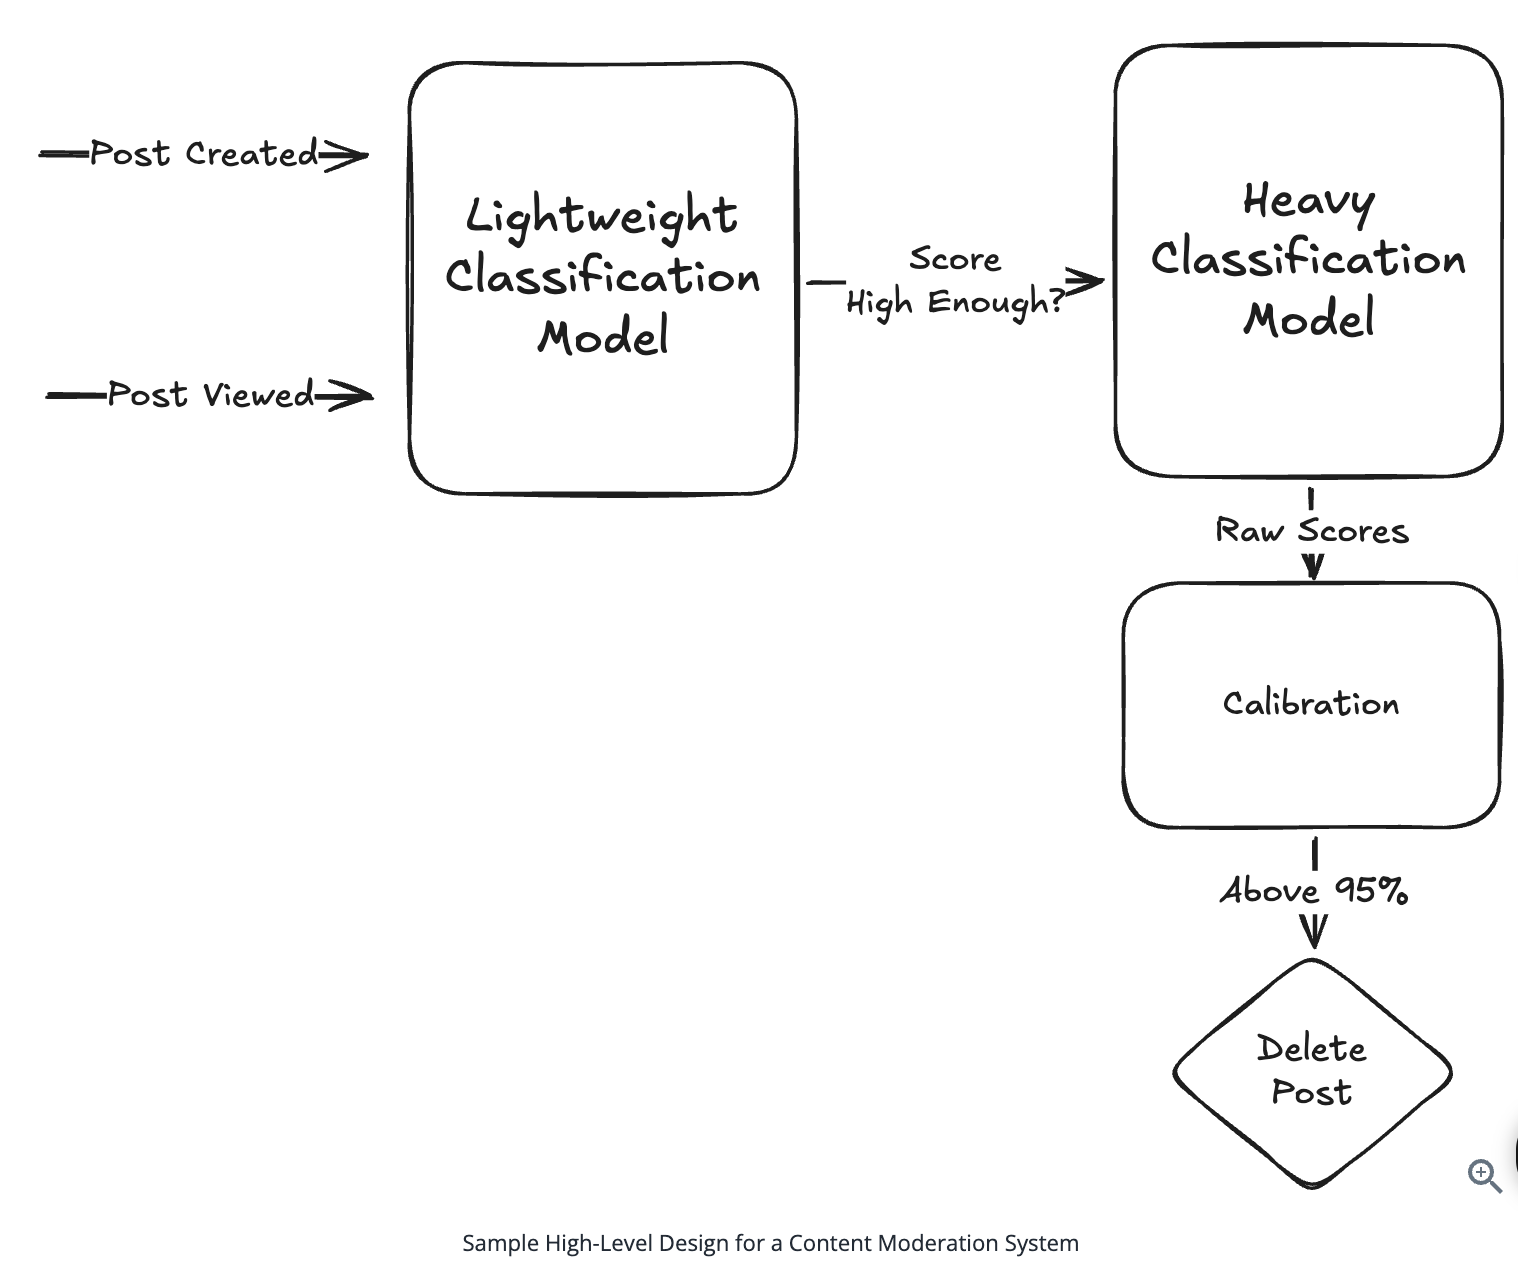 Post Created
Post Viewed
Lightweight
Classification
Model
Score
High Enough?
Heavy
Classification
Model
Raw Scores
Calibration
Above 95%
Delete
Post
Sample High-Level Design for a Content Moderation System